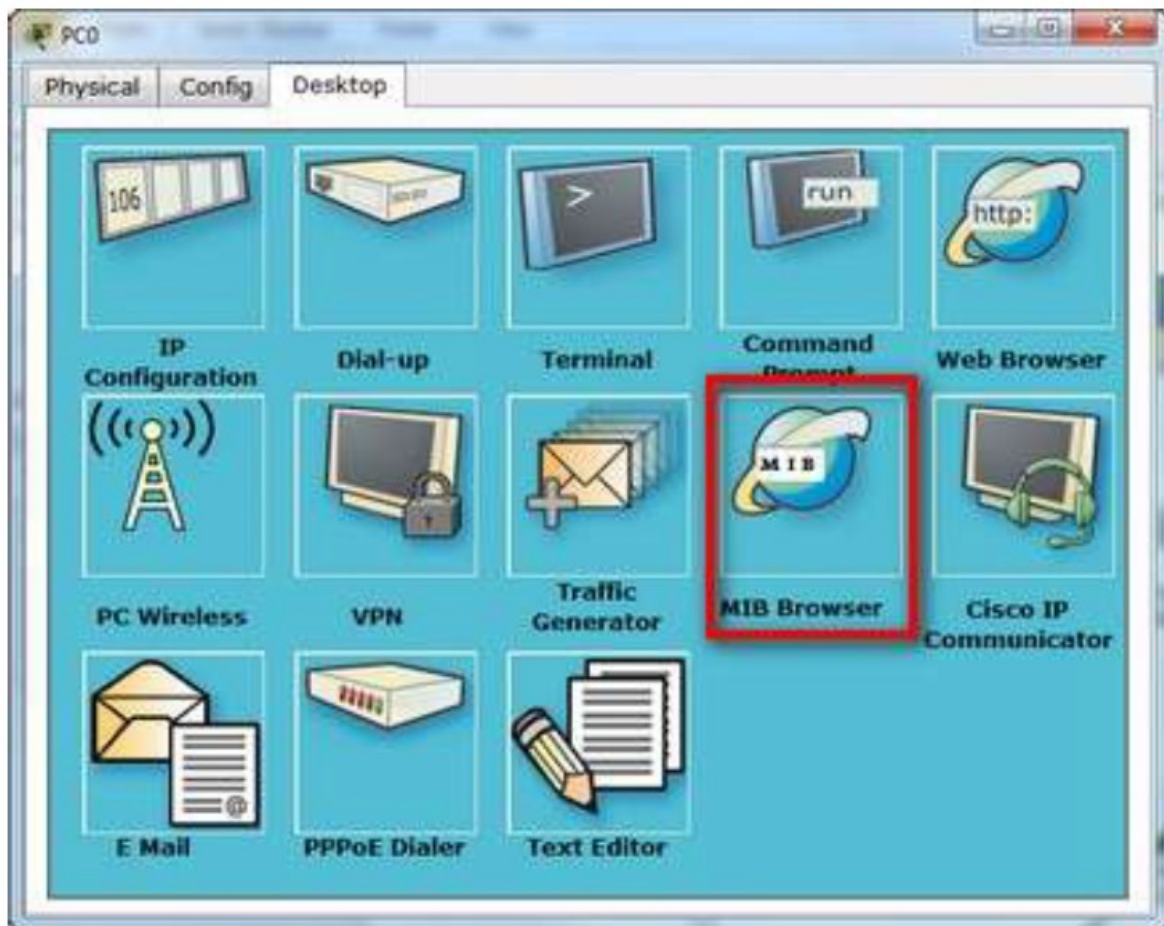 PC0
Physical Config Desktop
106
>
run
http:
IP
Configuration
Dial-up
Terminal
Command
Prompt
Web Browser
MIB
PC Wireless
VPN
Traffic
Generator
MIB Browser
Cisco IP
Communicator
@
E Mail
PPPoE Dialer
Text Editor